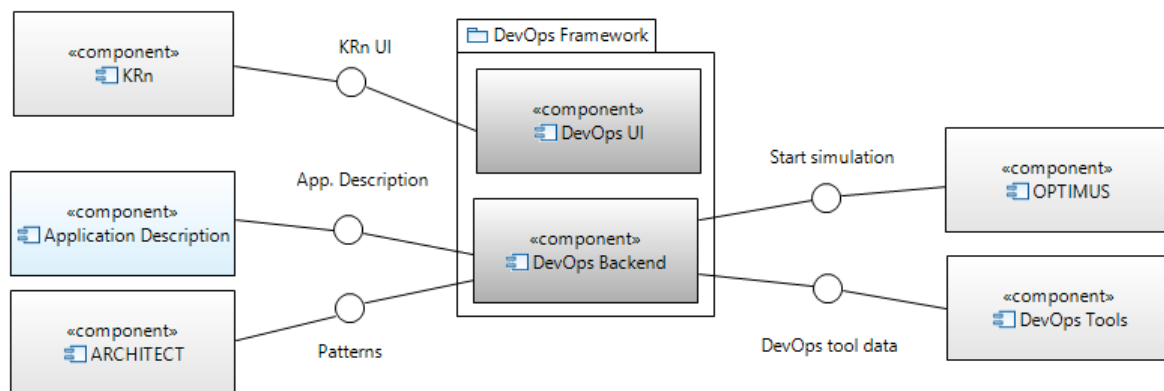 «component»
KRn
KRn UI
DevOps Framework
«component»
DevOps UI
«component»
Application Description
App. Description
«component»
DevOps Backend
Start simulation
«component»
OPTIMUS
«component»
ARCHITECT
Patterns
DevOps tool data
«component»
DevOps Tools